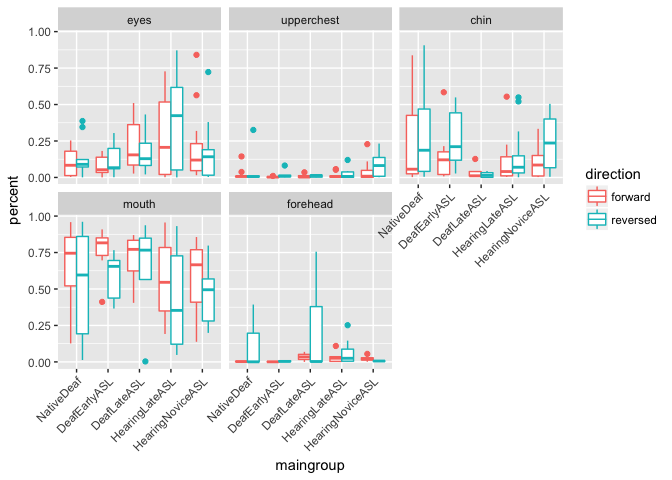 eyes
upperchest
chin
1.00
0.75
0.50
0.25
0.00
NativeDeaf
DeafEarlyASL
DeafLateASL
HearingLateASL
HearingNoviceASL
direction
forward
reversed
percent
mouth
forehead
1.00
0.75
0.50
0.25
0.00
NativeDeaf
DeafEarlyASL
DeafLateASL
HearingLateASL
HearingNoviceASL
NativeDeaf
DeafEarlyASL
DeafLateASL
HearingLateASL
HearingNoviceASL
maingroup